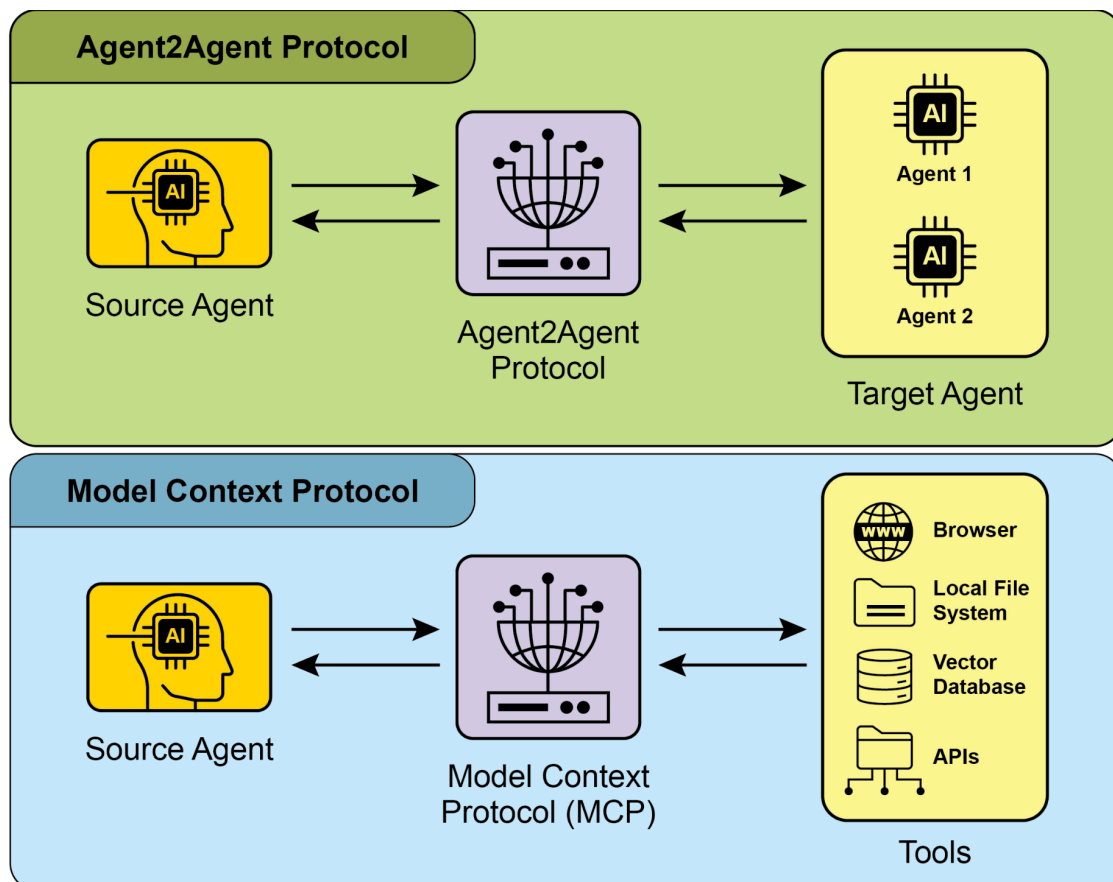 Agent2Agent Protocol
AI
Source Agent
Agent2Agent
Protocol
AI
Agent 1
AI
Agent 2
Target Agent
Model Context Protocol
AI
Source Agent
Model Context
Protocol (MCP)
www
Browser
Local File
System
Vector
Database
APIs
Tools